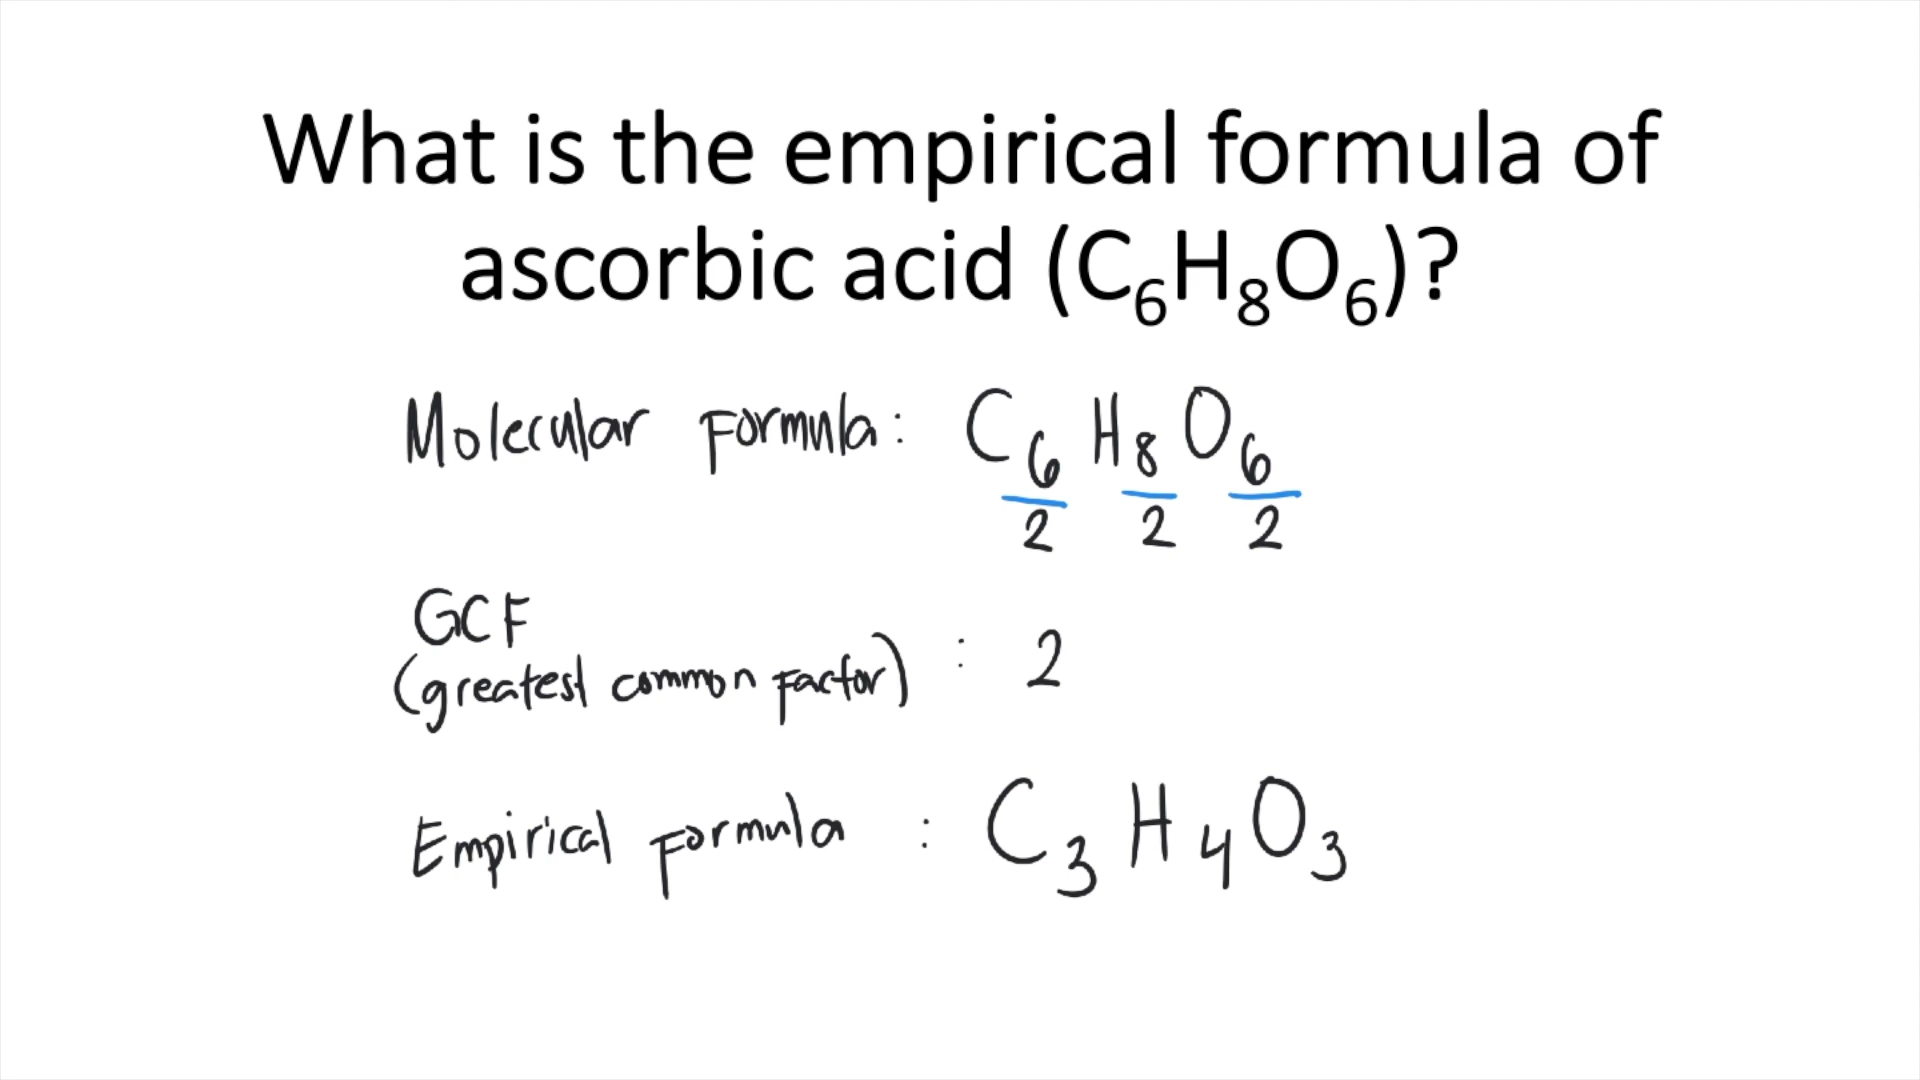 What is the empirical formula of
ascorbic acid (C₆H₈O₆)?
Molecular Formula: C₆ H₈ O₆
2 2 2
GCF
(greatest common Factor) : 2
Empirical Formula : C₃ H₄ O₃